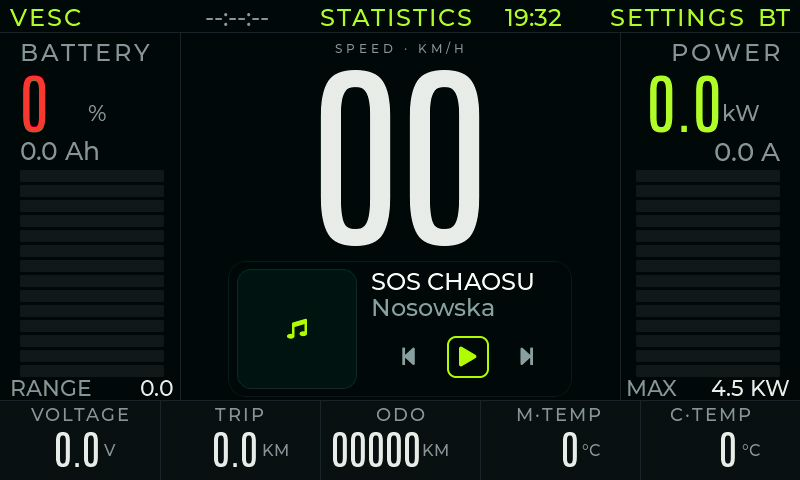 VESC --:--:-- STATISTICS 19:32 SETTINGS BT
BATTERY
0 %
0.0 Ah
RANGE 0.0
SPEED · KM/H
00
SOS CHAOSU
Nosowska
POWER
0.0 kW
0.0 A
MAX 4.5 KW
VOLTAGE
0.0 V
TRIP
0.0 KM
ODO
00000 KM
M·TEMP
0 °C
C·TEMP
0 °C